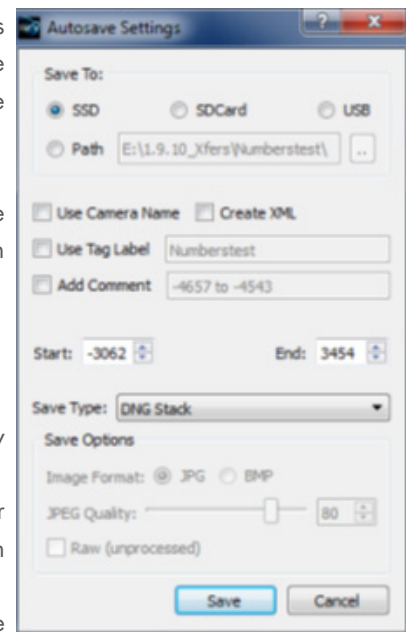 Autosave Settings
Save To:
SSD SDCard USB
Path E:\1.9.10_Xfers\Numberstest\ ..
Use Camera Name Create XML
Use Tag Label Numberstest
Add Comment -4657 to -4543
Start: -3062 End: 3454
Save Type: DNG Stack
Save Options
Image Format: JPG BMP
JPEG Quality: 80
Raw (unprocessed)
Save Cancel